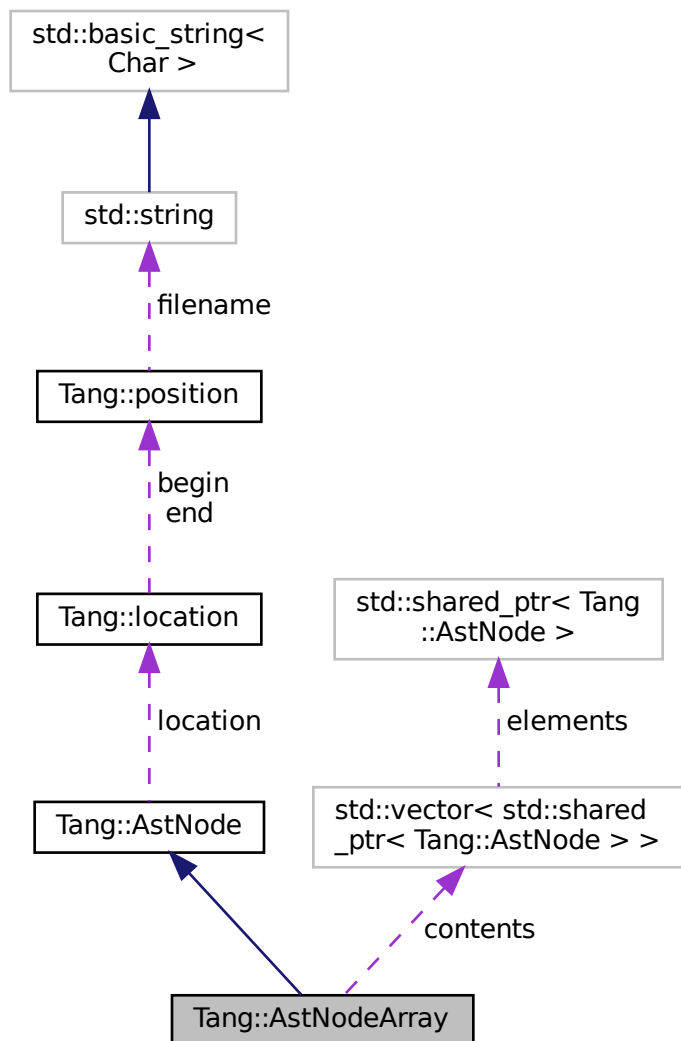 std::basic_string<
Char >
std::string
filename
Tang::position
begin
end
Tang::location
std::shared_ptr< Tang
::AstNode >
location
elements
Tang::AstNode
std::vector< std::shared
_ptr< Tang::AstNode > >
contents
Tang::AstNodeArray